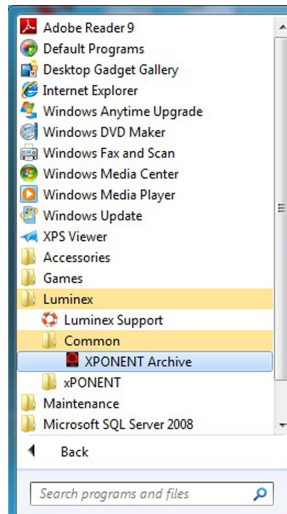 Adobe Reader 9
Default Programs
Desktop Gadget Gallery
Internet Explorer
Windows Anytime Upgrade
Windows DVD Maker
Windows Fax and Scan
Windows Media Center
Windows Media Player
Windows Update
XPS Viewer
Accessories
Games
Luminex
Luminex Support
Common
XPONENT Archive
xPONENT
Maintenance
Microsoft SQL Server 2008
Back
Search programs and files